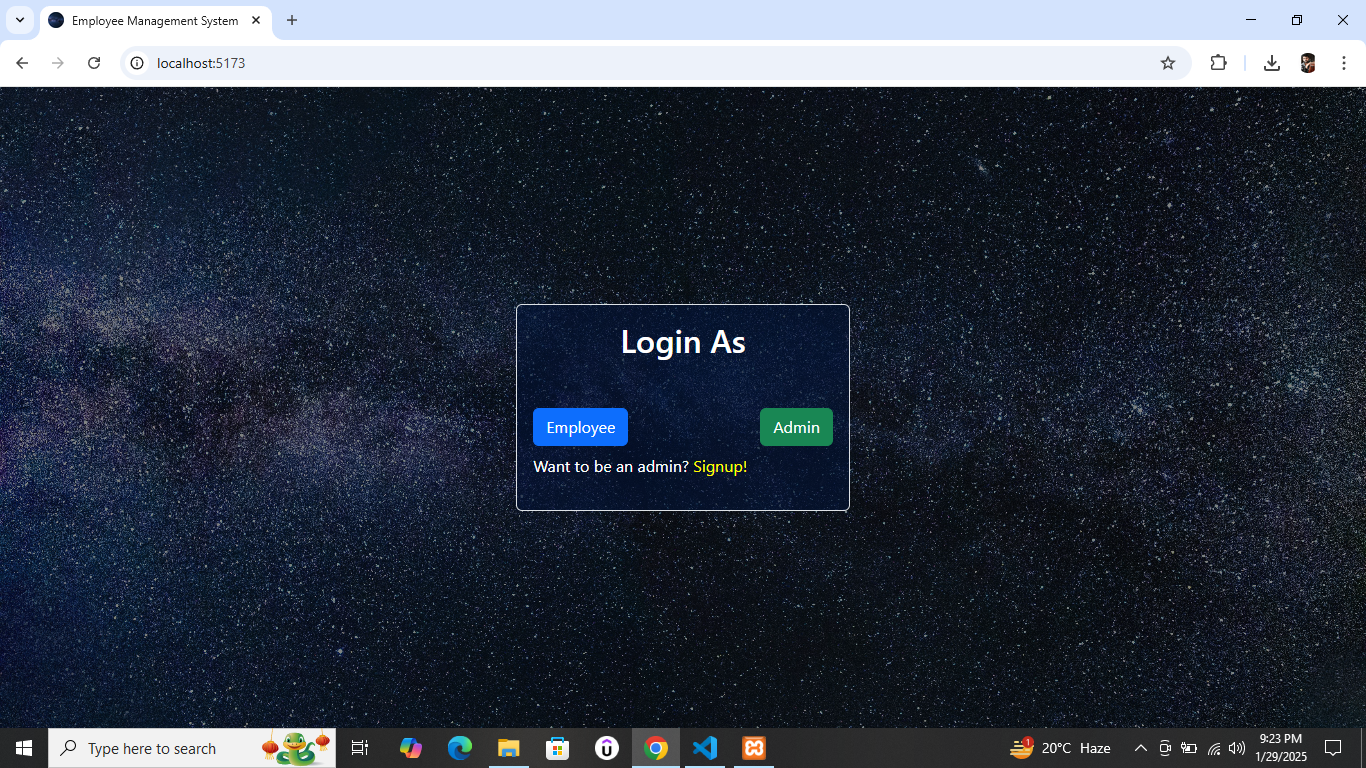 Employee Management System
localhost:5173
Login As
Employee
Admin
Want to be an admin? Signup!
Type here to search
1
20°C Haze
9:23 PM
1/29/2025